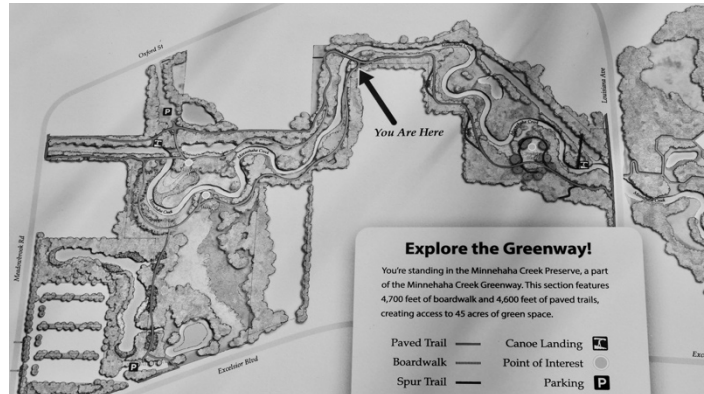 Oxford St
Louisiana Ave
You Are Here
Meadowbrook Rd
Excelsior Blvd
Explore the Greenway!
You're standing in the Minnehaha Creek Preserve, a part
of the Minnehaha Creek Greenway. This section features
4,700 feet of boardwalk and 4,600 feet of paved trails,
creating access to 45 acres of green space.
Paved Trail
Canoe Landing
Boardwalk
Point of Interest
Spur Trail
Parking
P
P
P
Exc